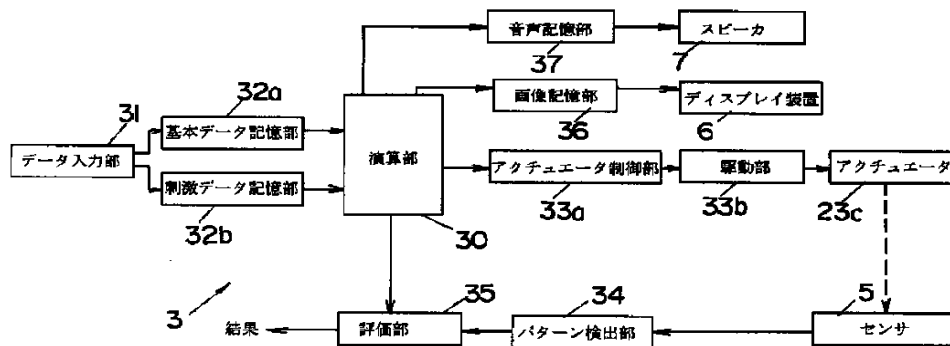 音声記憶部
スピーカ
37
7
32a
画像記憶部
ディスプレイ装置
31
36
6
基本データ記憶部
データ入力部
演算部
アクチュエータ制御部
駆動部
アクチュエータ
刺激データ記憶部
33a
33b
23c
32b
30
35
34
5
3
結果
評価部
パターン検出部
センサ